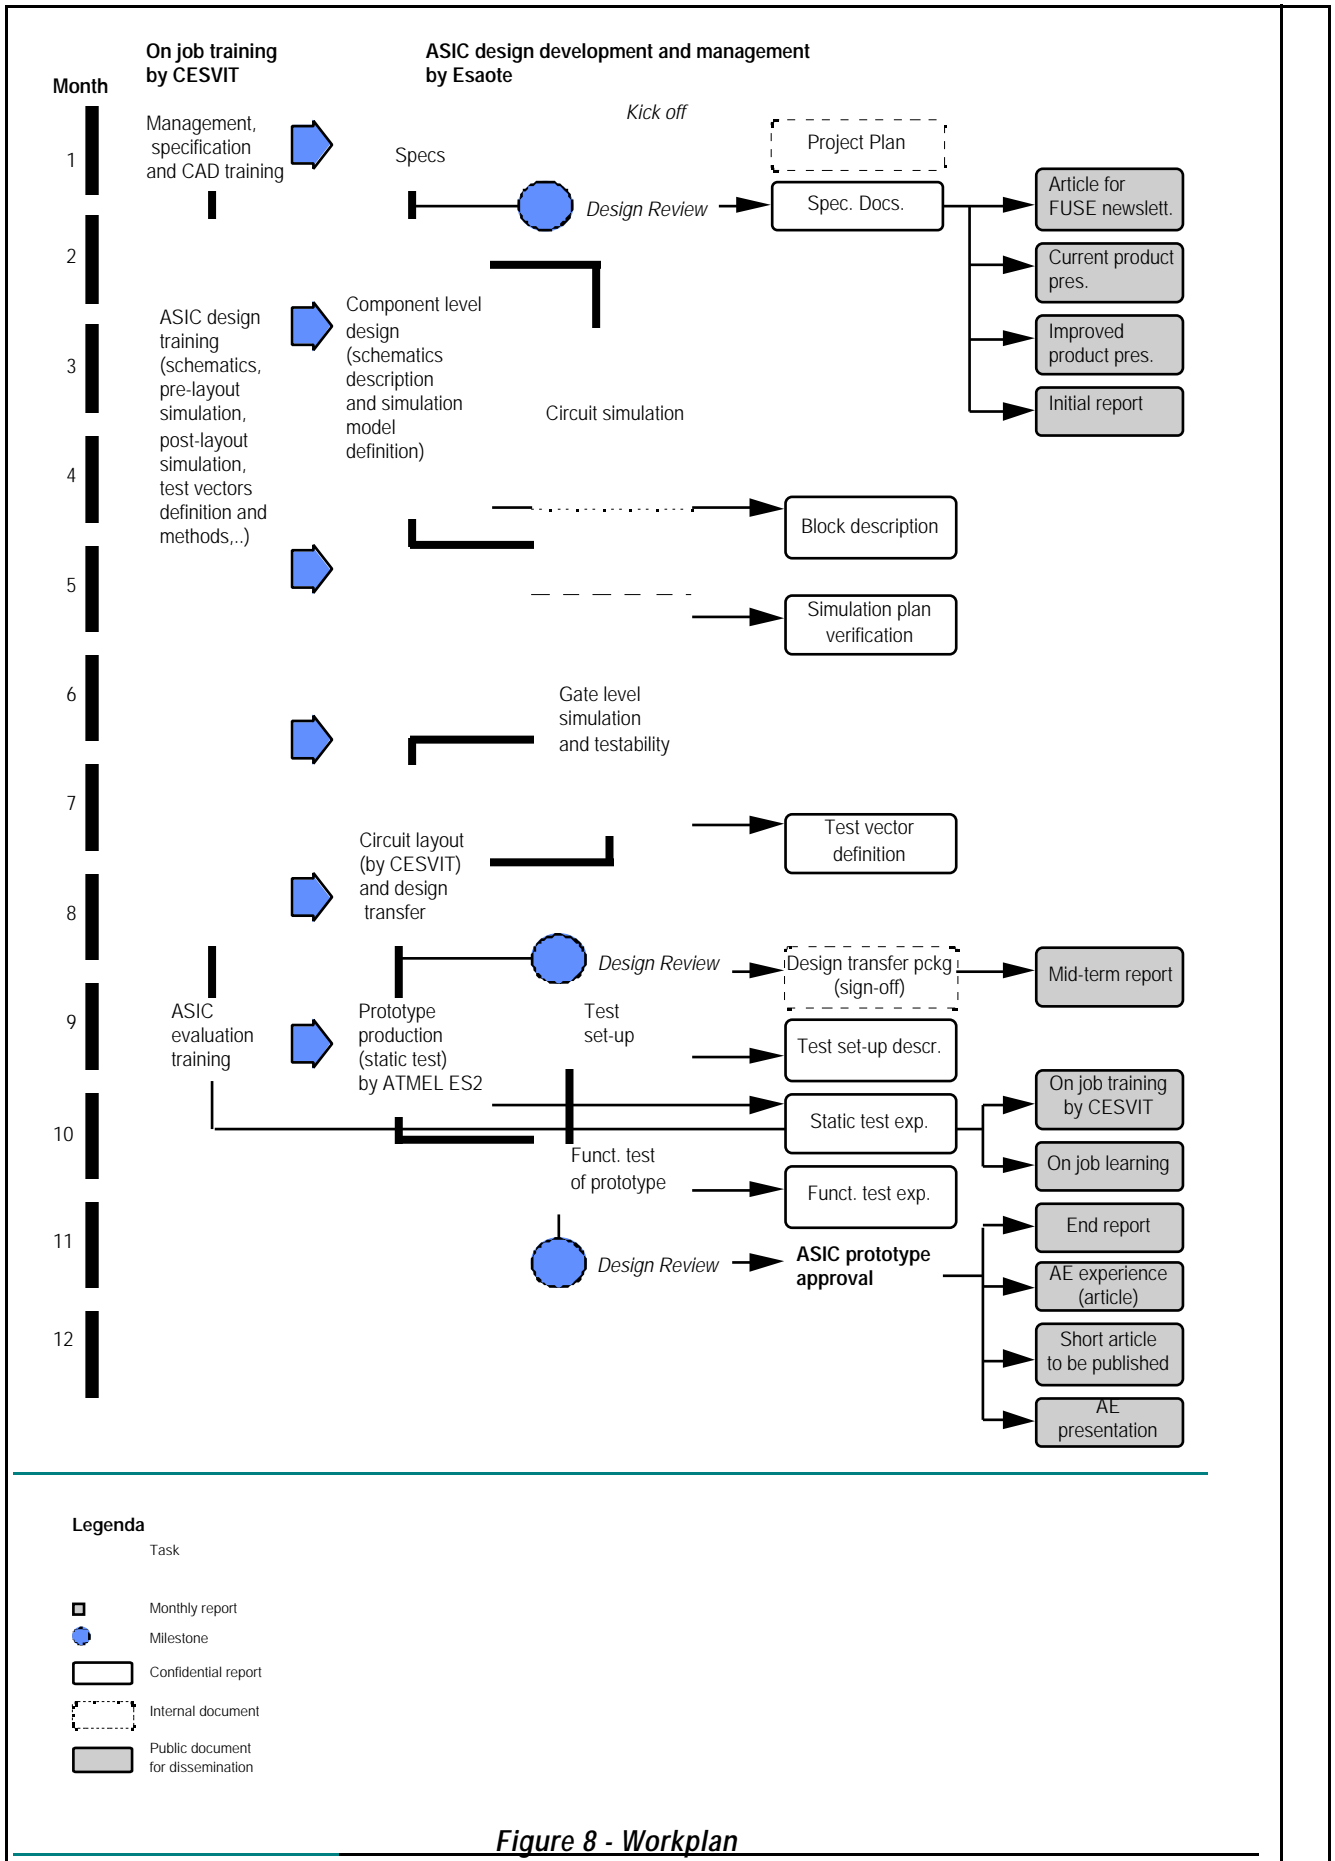 On job training
by CESVIT
ASIC design development and management
by Esaote
Month
Kick off
Management,
specification
and CAD training
1
Specs
Project Plan
Design Review
Spec. Docs.
Article for
FUSE newslett.
2
Current product
pres.
Improved
product pres.
Initial report
ASIC design
training
(schematics,
pre-layout
simulation,
post-layout
simulation,
test vectors
definition and
methods,..)
Component level
design
(schematics
description
and simulation
model
definition)
3
Circuit simulation
4
Block description
5
Simulation plan
verification
6
Gate level
simulation
and testability
7
Test vector
definition
Circuit layout
(by CESVIT)
and design
transfer
8
Design Review
Design transfer pckg
(sign-off)
Mid-term report
9
ASIC
evaluation
training
Prototype
production
(static test)
by ATMEL ES2
Test
set-up
Test set-up descr.
On job training
by CESVIT
10
Static test exp.
On job learning
Funct. test
of prototype
Funct. test exp.
11
Design Review
ASIC prototype
approval
End report
AE experience
(article)
12
Short article
to be published
AE
presentation
Legenda
Task
Monthly report
Milestone
Confidential report
Internal document
Public document
for dissemination
Figure 8 - Workplan